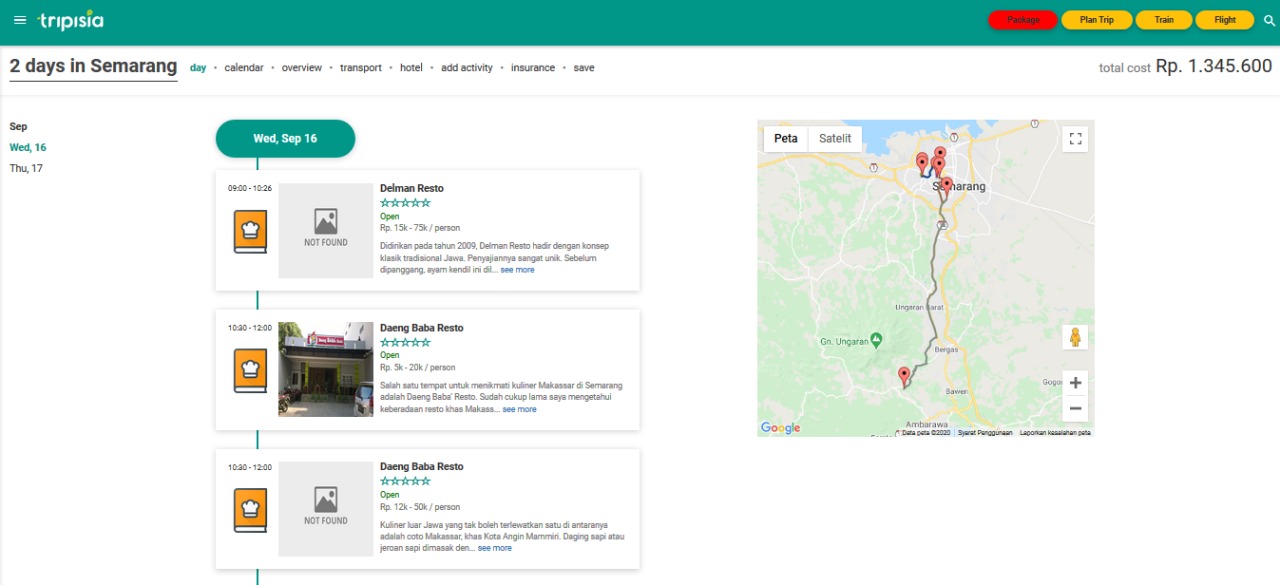 tripisia
Package
Plan Trip
Train
Flight
2 days in Semarang
day • calendar • overview • transport • hotel • add activity • insurance • save
total cost Rp. 1.345.600
Sep
Wed, 16
Thu, 17
Wed, Sep 16
09:00 - 10:26
NOT FOUND
Delman Resto
Open
Rp. 15k - 75k / person
Didirikan pada tahun 2009, Delman Resto hadir dengan konsep
klasik tradisional Jawa. Penyajiannya sangat unik. Sebelum
dipanggang, ayam kendil ini dil... see more
10:30 - 12:00
Daeng Baba Resto
Open
Rp. 5k - 20k / person
Salah satu tempat untuk menikmati kuliner Makassar di Semarang
adalah Daeng Baba' Resto. Sudah cukup lama saya mengetahui
keberadaan resto khas Makass... see more
10:30 - 12:00
NOT FOUND
Daeng Baba Resto
Open
Rp. 12k - 50k / person
Kuliner luar Jawa yang tak boleh terlewatkan satu di antaranya
adalah coto Makassar, khas Kota Angin Mammiri. Daging sapi atau
jeroan sapi dimasak den... see more
Peta
Satelit
Semarang
Ungaran Barat
Gn. Ungaran
Bergas
Bawen
Ambarawa
Google
Data peta ©2020
Syarat Penggunaan
Laporkan kesalahan peta